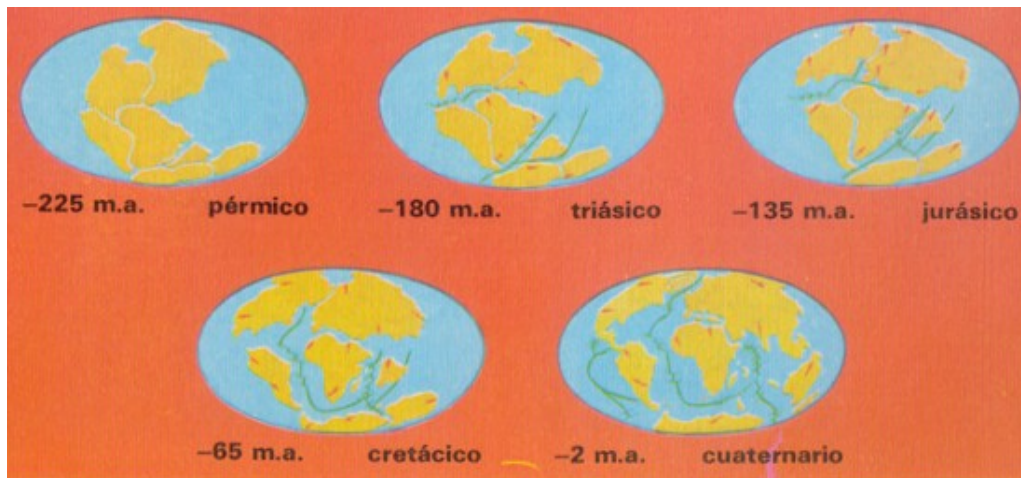 –225 m.a. pérmico
–180 m.a. triásico
–135 m.a. jurásico
–65 m.a. cretácico
–2 m.a. cuaternario